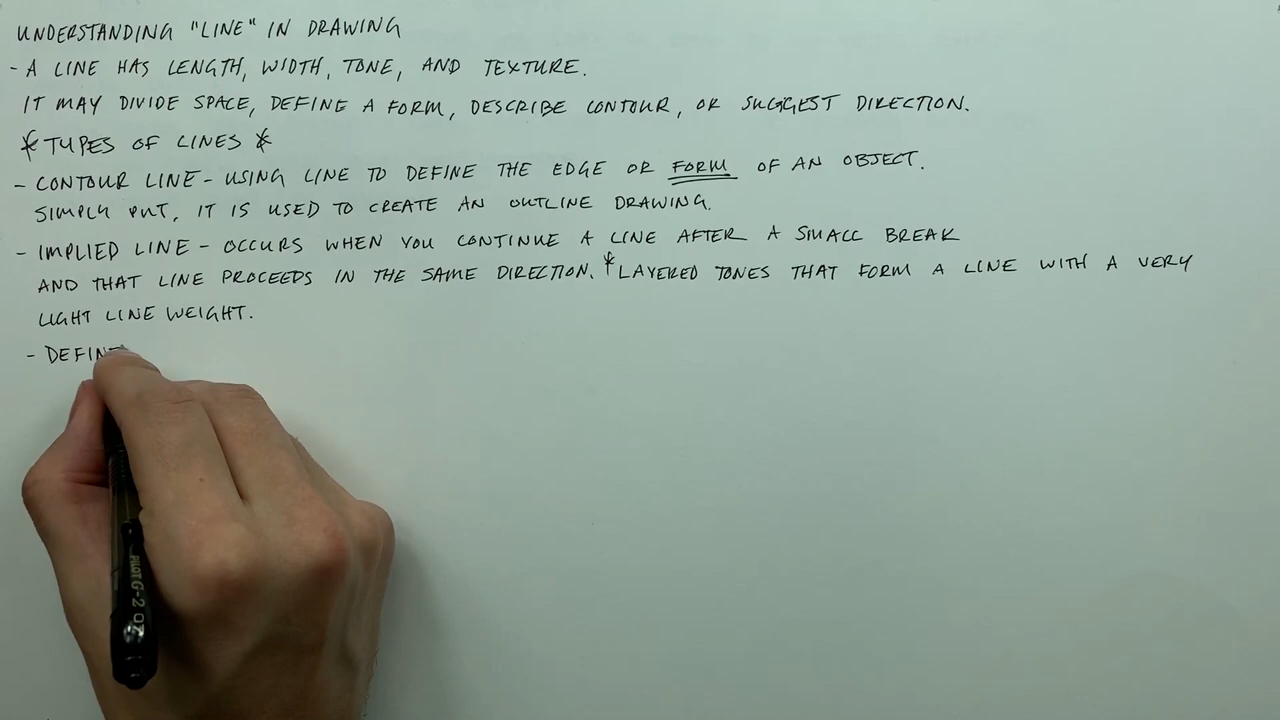 UNDERSTANDING "LINE" IN DRAWING
- A LINE HAS LENGTH, WIDTH, TONE, AND TEXTURE.
IT MAY DIVIDE SPACE, DEFINE A FORM, DESCRIBE CONTOUR, OR SUGGEST DIRECTION.
* TYPES OF LINES *
- CONTOUR LINE - USING LINE TO DEFINE THE EDGE OR FORM OF AN OBJECT.
SIMPLY PUT, IT IS USED TO CREATE AN OUTLINE DRAWING.
- IMPLIED LINE - OCCURS WHEN YOU CONTINUE A LINE AFTER A SMALL BREAK
AND THAT LINE PROCEEDS IN THE SAME DIRECTION. * LAYERED TONES THAT FORM A LINE WITH A VERY
LIGHT LINE WEIGHT.
- DEFINE
PILOT G-2 07